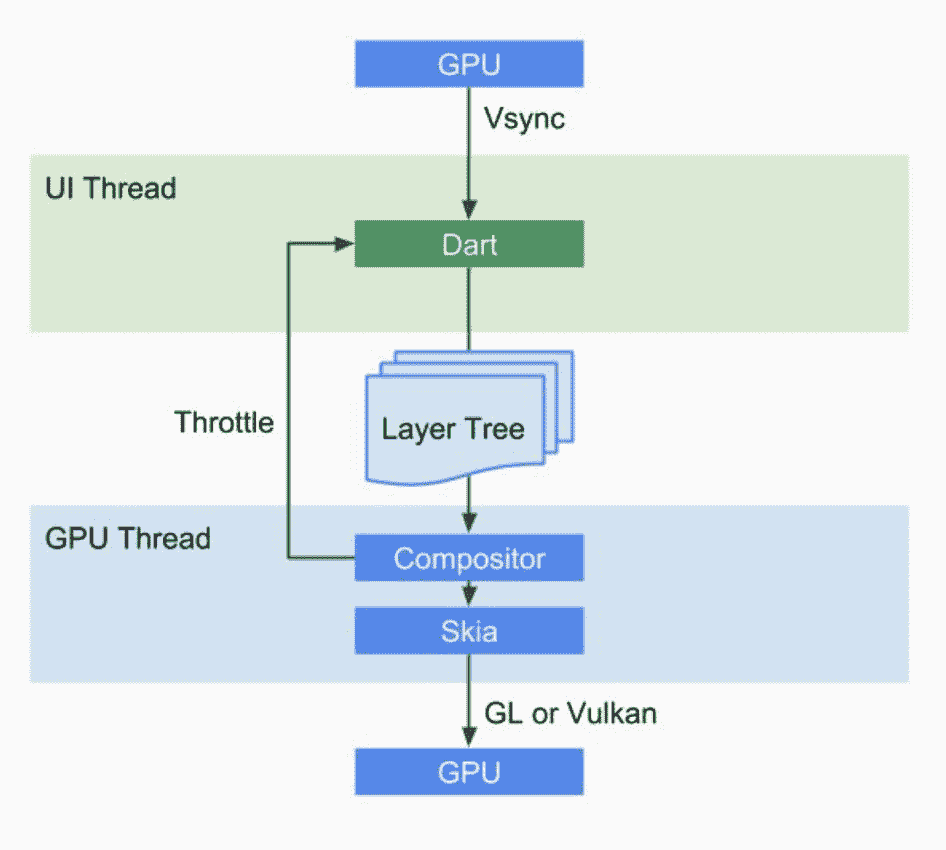 GPU
Vsync
UI Thread
Dart
Throttle
Layer Tree
GPU Thread
Compositor
Skia
GL or Vulkan
GPU